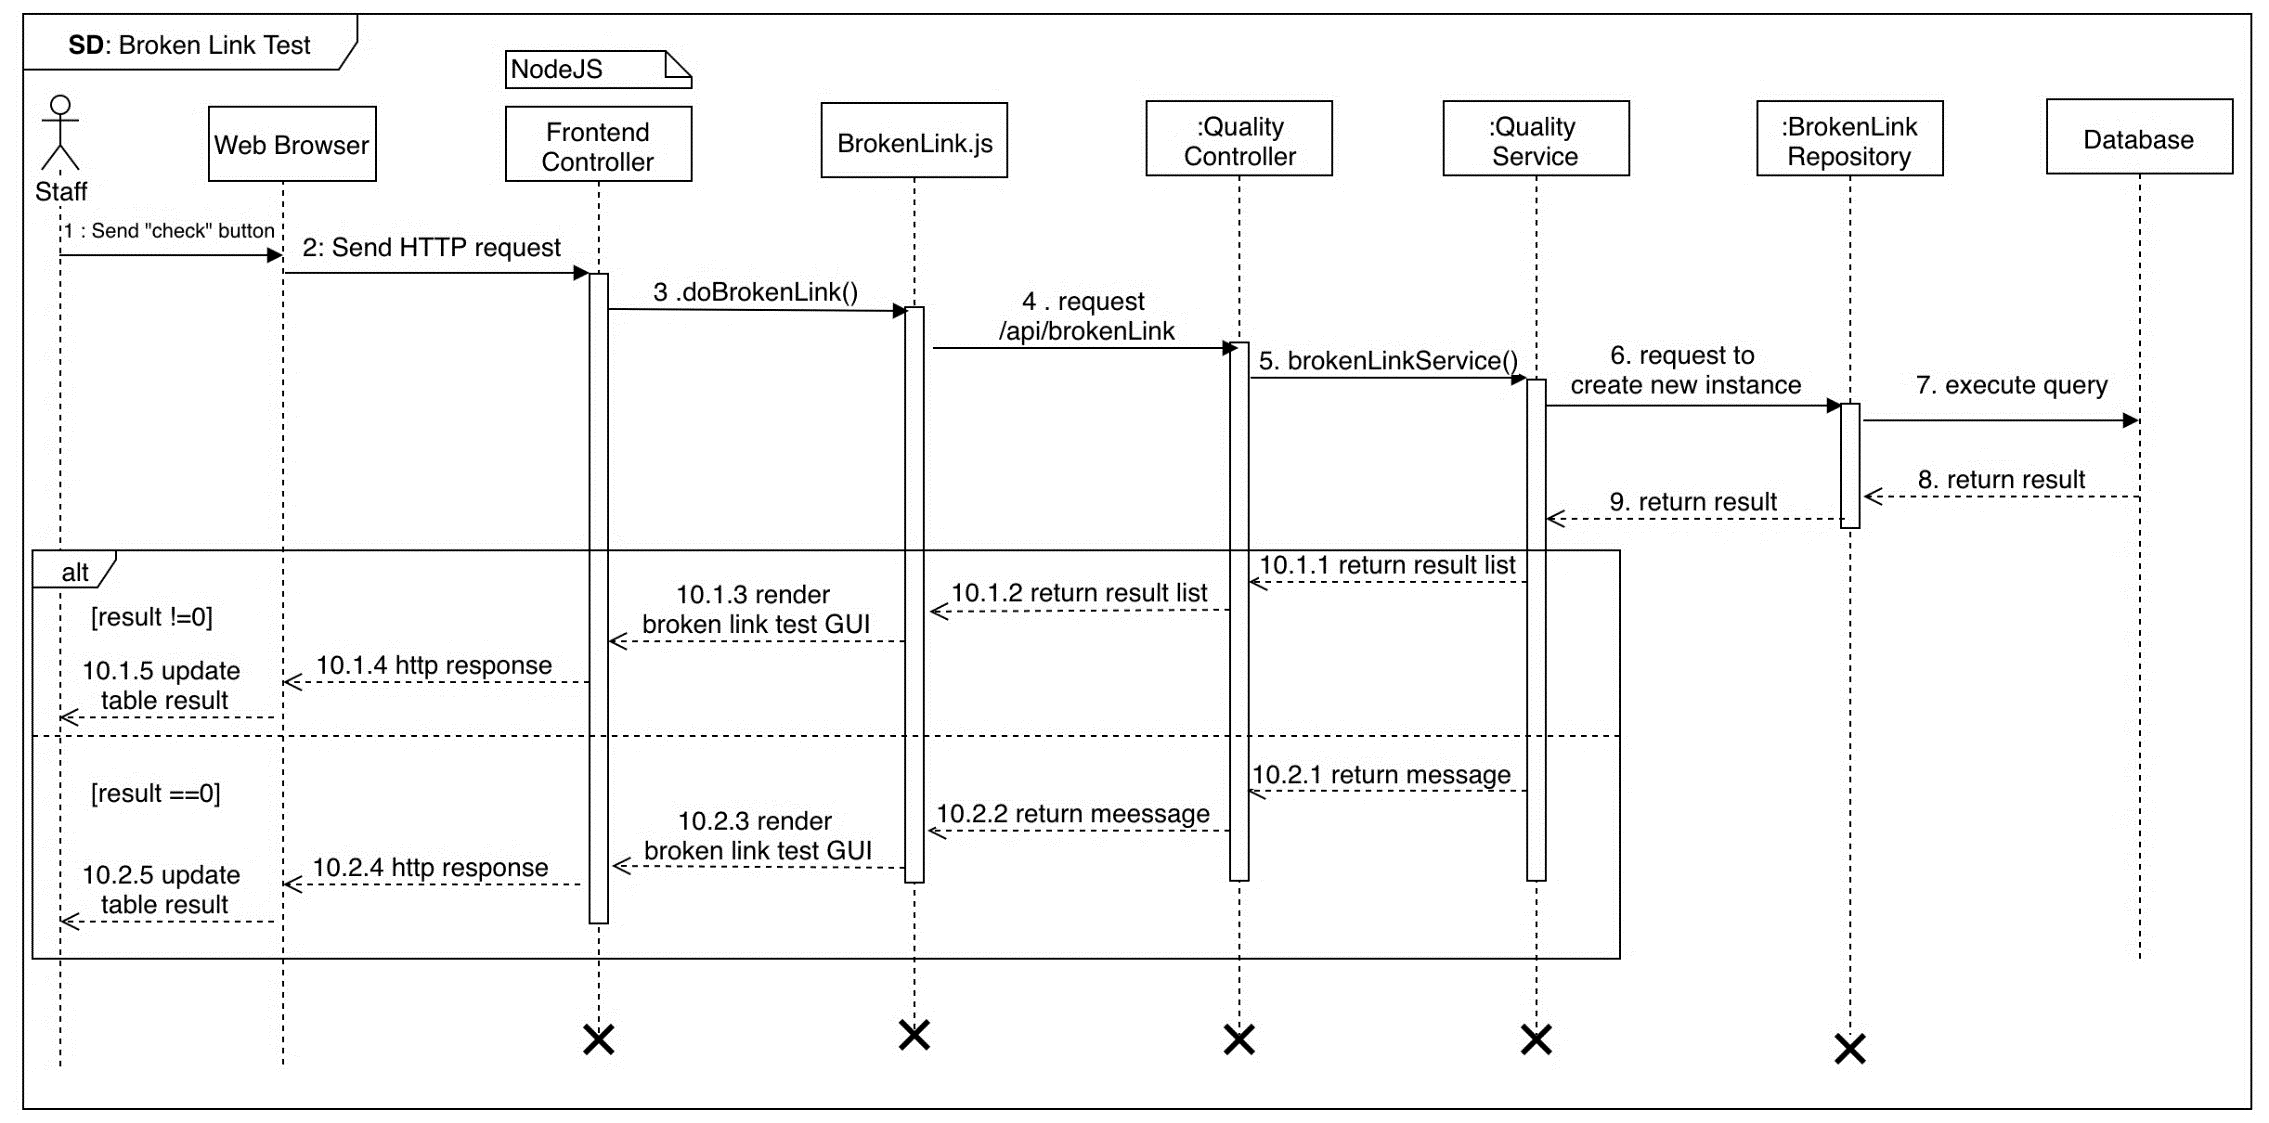 SD: Broken Link Test
NodeJS
Staff
Web Browser
Frontend
Controller
BrokenLink.js
:Quality
Controller
:Quality
Service
:BrokenLink
Repository
Database
1 : Send "check" button
2: Send HTTP request
3 .doBrokenLink()
4 . request
/api/brokenLink
5. brokenLinkService()
6. request to
create new instance
7. execute query
8. return result
9. return result
alt
[result !=0]
10.1.1 return result list
10.1.2 return result list
10.1.3 render
broken link test GUI
10.1.4 http response
10.1.5 update
table result
[result ==0]
10.2.1 return message
10.2.2 return meessage
10.2.3 render
broken link test GUI
10.2.4 http response
10.2.5 update
table result